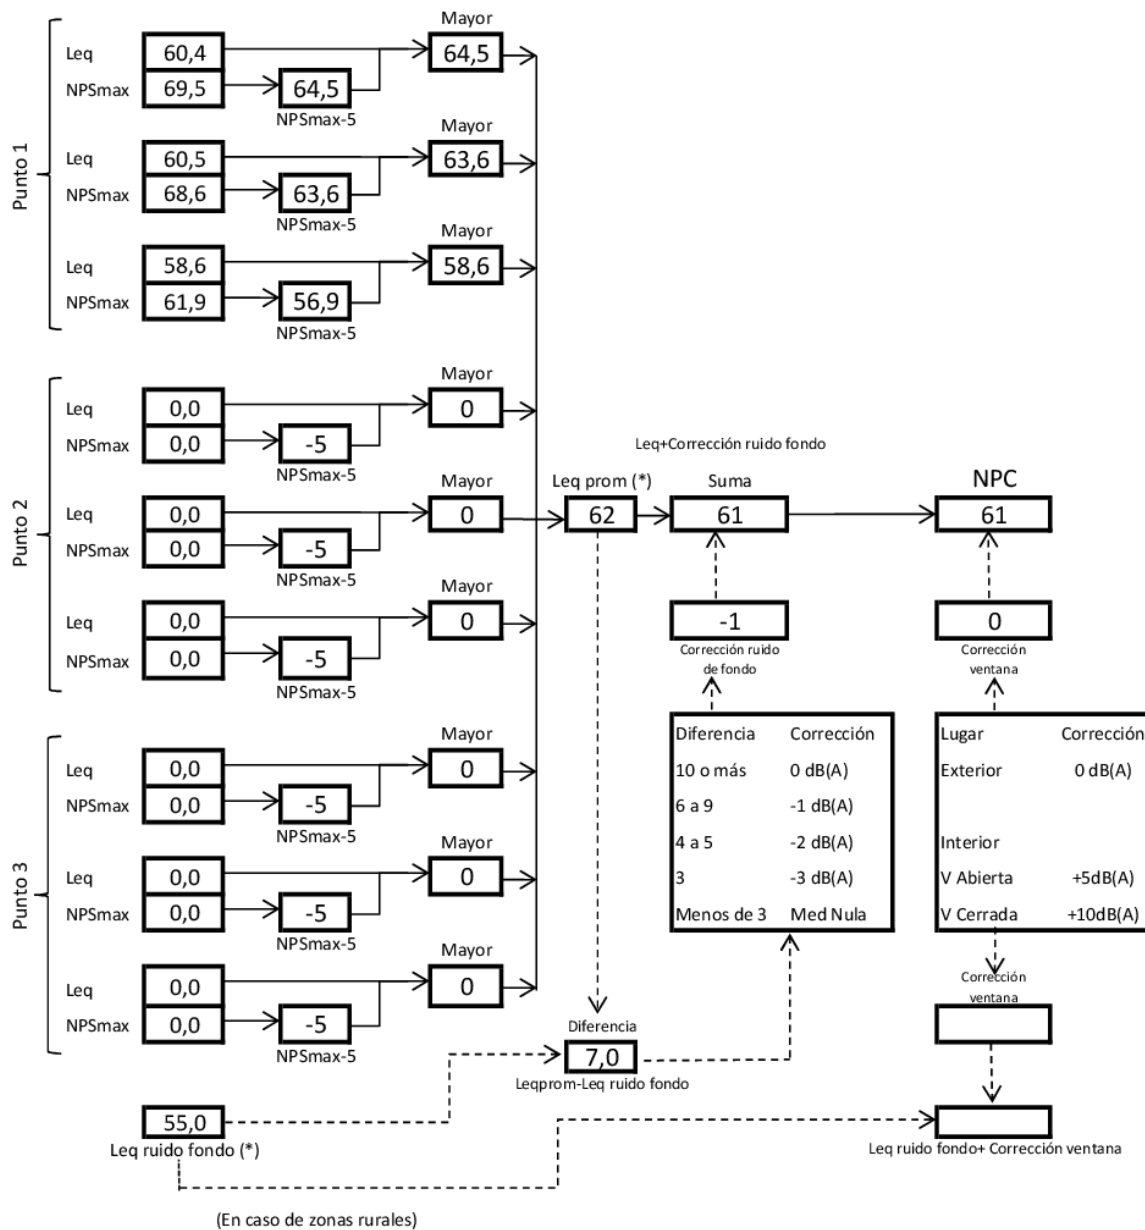 Mayor
Leq 60,4 64,5
NPSmax 69,5 64,5
NPSmax-5
Mayor
Leq 60,5 63,6
NPSmax 68,6 63,6
NPSmax-5
Mayor
Leq 58,6 58,6
NPSmax 61,9 56,9
NPSmax-5
Punto 1
Mayor
Leq 0,0 0
NPSmax 0,0 -5
NPSmax-5
Mayor
Leq 0,0 0
NPSmax 0,0 -5
NPSmax-5
Mayor
Leq 0,0 0
NPSmax 0,0 -5
NPSmax-5
Punto 2
Mayor
Leq 0,0 0
NPSmax 0,0 -5
NPSmax-5
Mayor
Leq 0,0 0
NPSmax 0,0 -5
NPSmax-5
Mayor
Leq 0,0 0
NPSmax 0,0 -5
NPSmax-5
Punto 3
55,0
Leq ruido fondo (*)
(En caso de zonas rurales)
Leq prom (*)
62
Leq+Corrección ruido fondo
Suma
61
NPC
61
-1
Corrección ruido
de fondo
0
Corrección
ventana
Diferencia Corrección
10 o más 0 dB(A)
6 a 9 -1 dB(A)
4 a 5 -2 dB(A)
3 -3 dB(A)
Menos de 3 Med Nula
Lugar Corrección
Exterior 0 dB(A)
Interior
V Abierta +5dB(A)
V Cerrada +10dB(A)
Corrección
ventana
Diferencia
7,0
Leqprom-Leq ruido fondo
Leq ruido fondo+ Corrección ventana